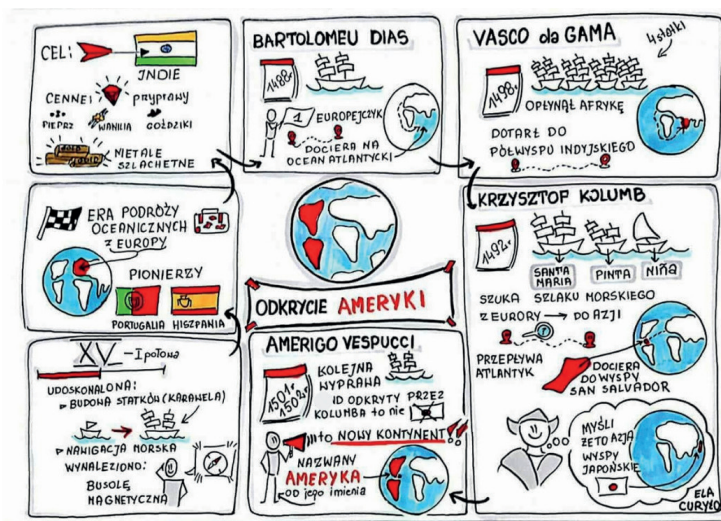 XV - I połowa
UDOSKONALONA:
BUDOWA STATKÓW (KARAWELA)
NAWIGACJA MORSKA
WYNALEZIONO:
BUSOLĘ
MAGNETYCZNĄ
ERA PODRÓŻY
OCEANICZNYCH
Z EUROPY
PIONIERZY
PORTUGALIA HISZPANIA
CEL:
INDIE
CENNE: przyprawy
PIEPRZ WANILIA GOŹDZIKI
GOLD
METALE
SZLACHETNE
BARTOLOMEU DIAS
1488r
1 EUROPEJCZYK
DOCIERA NA
OCEAN ATLANTYCKI
VASCO da GAMA
4 statki
1498r
OPŁYNĄŁ AFRYKĘ
DOTARŁ DO
PÓŁWYSPU INDYJSKIEGO
KRZYSZTOF KOLUMB
1492r
SANTA
MARIA
PINTA
NIÑA
SZUKA SZLAKU MORSKIEGO
Z EURORY → DO AZJI
PRZEPŁYWA
ATLANTYK
DOCIERA
DO WYSPY
SAN SALVADOR
MYŚLI
ŻE TO AZJA
WYSPY
JAPOŃSKIE
ELA
CURYŁO
AMERIGO VESPUCCI
1501r
1502r
KOLEJNA
WYPRAWA
LD ODKRYTY PRZEZ
KOLUMBA to nie
to NOWY KONTYNENT!!
NAZWANY
AMERYKA
OD jego imienia
ODKRYCIE AMERYKI